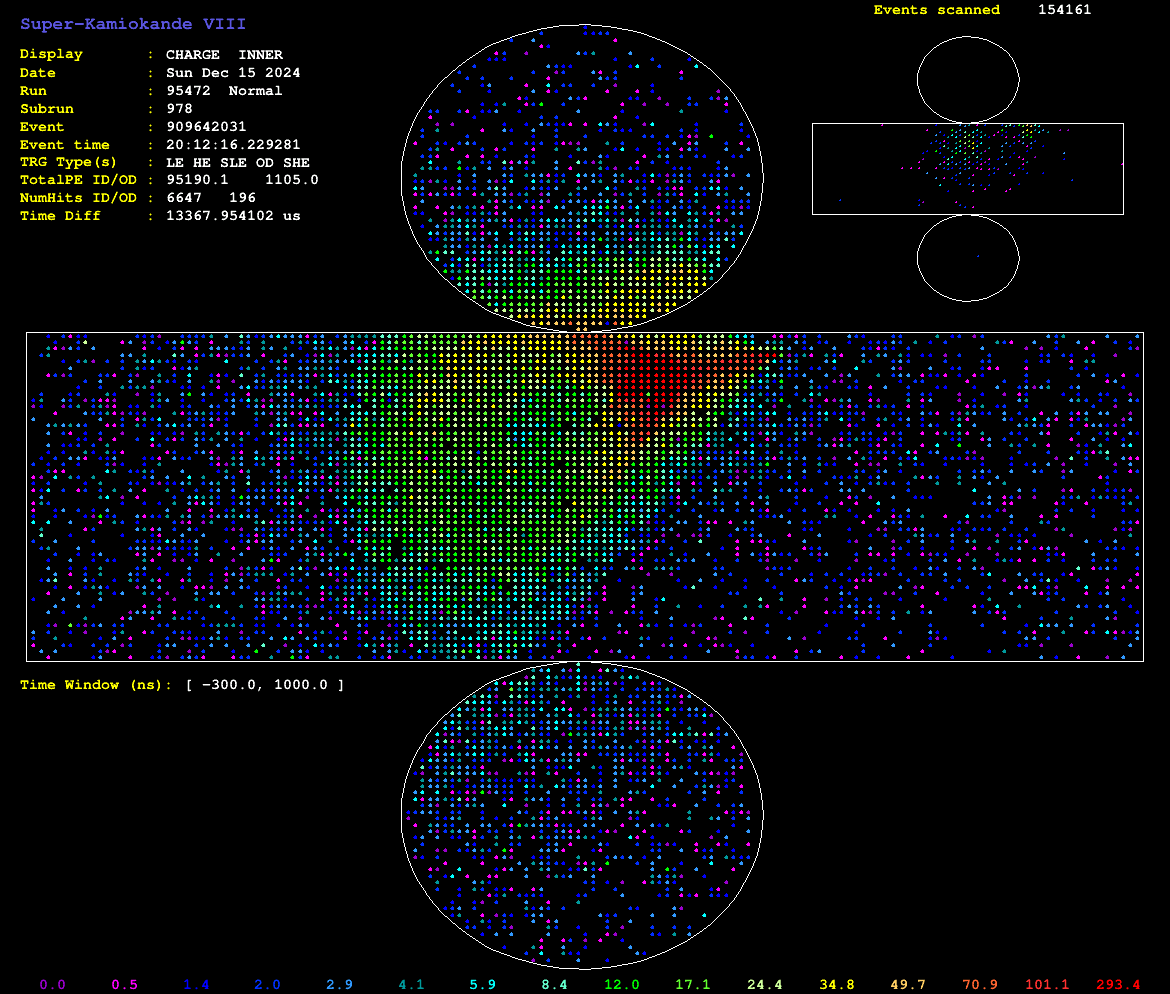 Super-Kamiokande VIII
Events scanned 154161
Display : CHARGE INNER
Date : Sun Dec 15 2024
Run : 95472 Normal
Subrun : 978
Event : 909642031
Event time : 20:12:16.229281
TRG Type(s) : LE HE SLE OD SHE
TotalPE ID/OD : 95190.1 1105.0
NumHits ID/OD : 6647 196
Time Diff : 13367.954102 us
Time Window (ns): [ -300.0, 1000.0 ]
0.0 0.5 1.4 2.0 2.9 4.1 5.9 8.4 12.0 17.1 24.4 34.8 49.7 70.9 101.1 293.4